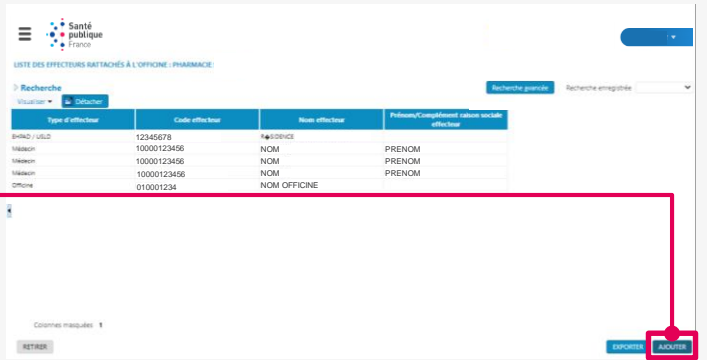 Santé
publique
France
LISTE DES EFFECTEURS RATTACHÉS À L'OFFICINE : PHARMACIE
Recherche
Recherche avancée
Recherche enregistrée
Visualiser
Détacher
Type d'effecteur
Code effecteur
Nom effecteur
Prénom/Complément raison sociale
effecteur
EHPAD / USLD 12345678 R�SIDENCE
Médecin 10000123456 NOM PRENOM
Médecin 10000123456 NOM PRENOM
Médecin 10000123456 NOM PRENOM
Officine 010001234 NOM OFFICINE
Colonnes masquées 1
RETIRER
EXPORTER
AJOUTER